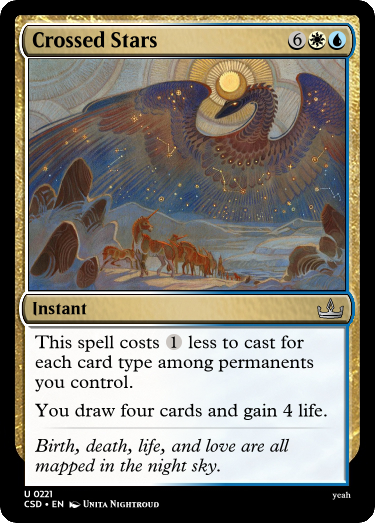 Crossed Stars 6
Instant
This spell costs 1 less to cast for
each card type among permanents
you control.
You draw four cards and gain 4 life.
Birth, death, life, and love are all
mapped in the night sky.
U 0221 yeah
CSD • EN Unita Nightroud